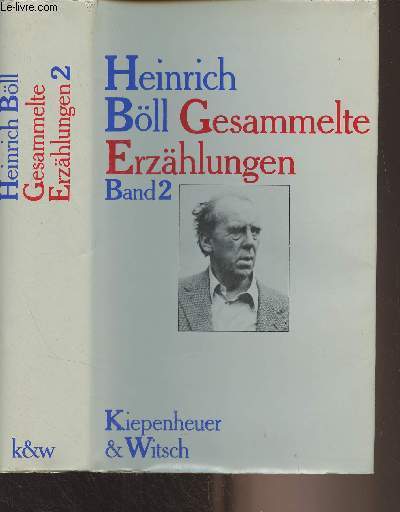 Le-livre.com
Heinrich Böll
Gesammelte
Erzählungen 2
k&w
Heinrich
Böll Gesammelte
Erzählungen
Band 2
Kiepenheuer
& Witsch